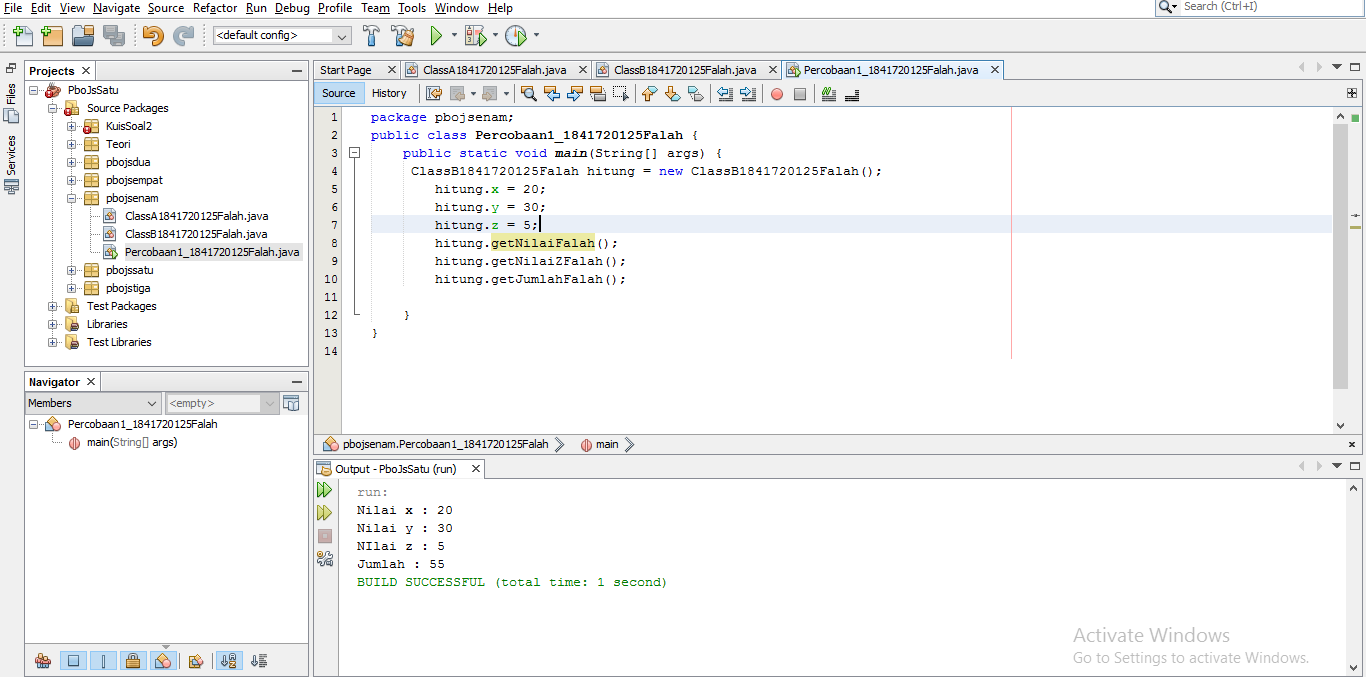 File Edit View Navigate Source Refactor Run Debug Profile Team Tools Window Help
Search (Ctrl+I)
<default config>
Files
Services
Projects
PboJsSatu
Source Packages
KuisSoal2
Teori
pbojsdua
pbojsempat
pbojsenam
ClassA1841720125Falah.java
ClassB1841720125Falah.java
Percobaan1_1841720125Falah.java
pbojssatu
pbojstiga
Test Packages
Libraries
Test Libraries
Navigator
Members <empty>
Percobaan1_1841720125Falah
main(String[] args)
Start Page ClassA1841720125Falah.java ClassB1841720125Falah.java Percobaan1_1841720125Falah.java
Source History
1 package pbojsenam;
2 public class Percobaan1_1841720125Falah {
3 public static void main(String[] args) {
4 ClassB1841720125Falah hitung = new ClassB1841720125Falah();
5 hitung.x = 20;
6 hitung.y = 30;
7 hitung.z = 5;
8 hitung.getNilaiFalah();
9 hitung.getNilaiZFalah();
10 hitung.getJumlahFalah();
11
12 }
13 }
14
pbojsenam.Percobaan1_1841720125Falah main
Output - PboJsSatu (run)
run:
Nilai x : 20
Nilai y : 30
NIlai z : 5
Jumlah : 55
BUILD SUCCESSFUL (total time: 1 second)
Activate Windows
Go to Settings to activate Windows.